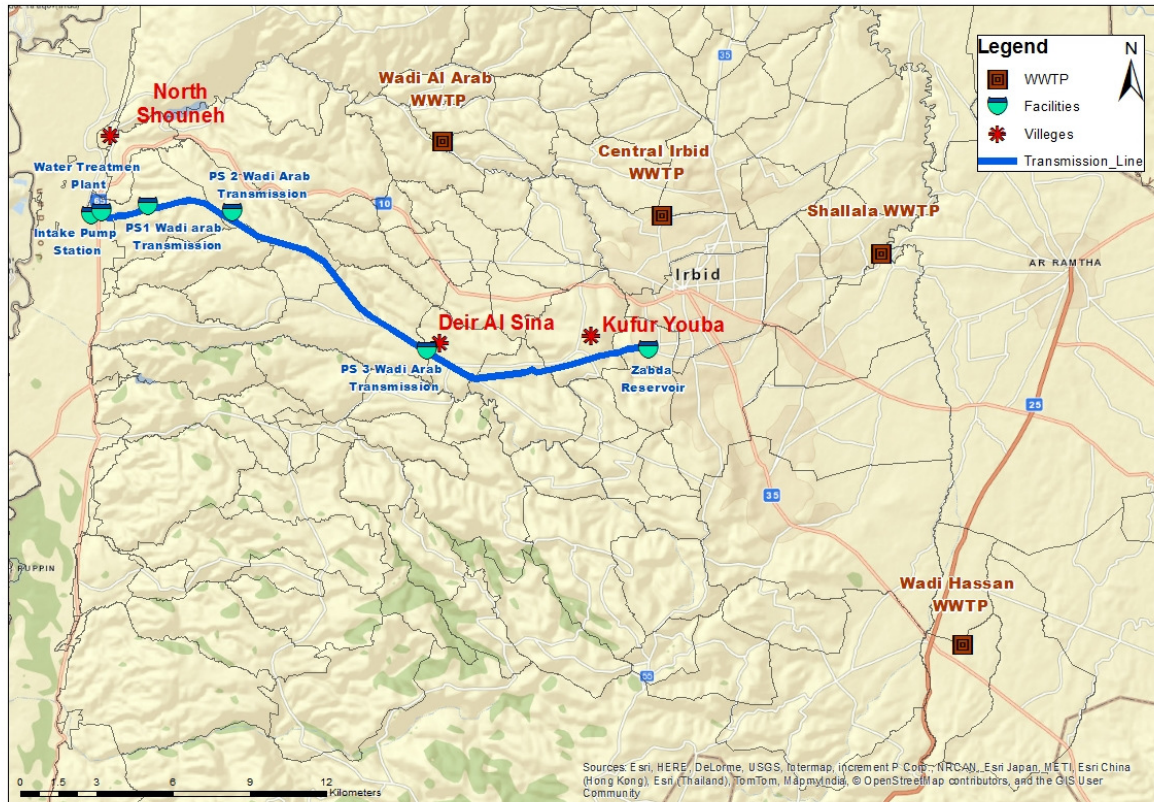 Legend
N
WWTP
Facilities
Villeges
Transmission_Line
35
North
Shouneh
Wadi Al Arab
WWTP
Central Irbid
WWTP
Shallala WWTP
Water Treatmen
Plant
65
PS 2 Wadi Arab
Transmission
10
Intake Pump
Station
PS1 Wadi arab
Transmission
Irbid
AR RAMTHA
Deir Al Sina
Kufur Youba
PS 3-Wadi Arab
Transmission
Zabda
Reservoir
25
35
RUPPIN
Wadi Hassan
WWTP
55
0 1.5 3 6 9 12
Kilometers
Sources: Esri, HERE, DeLorme, USGS, Intermap, increment P Corp., NRCAN, Esri Japan, METI, Esri China
(Hong Kong), Esri (Thailand), TomTom, MapmyIndia, © OpenStreetMap contributors, and the GIS User
Community